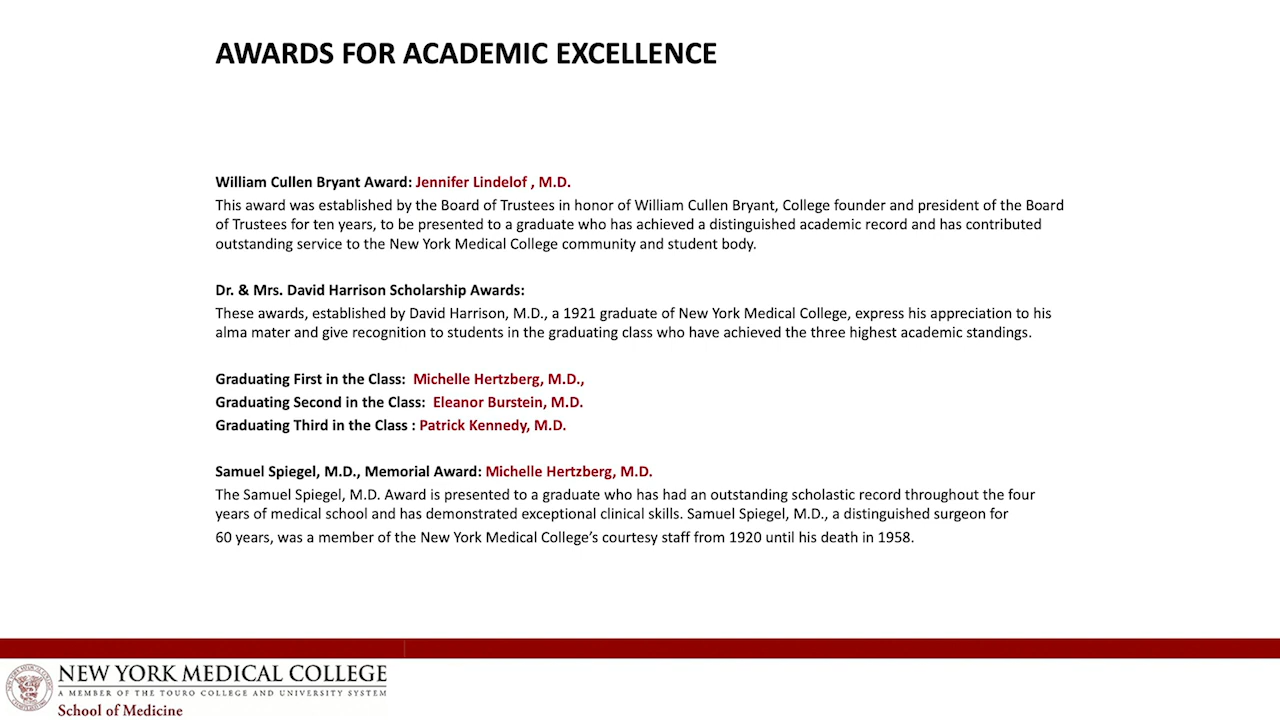 AWARDS FOR ACADEMIC EXCELLENCE
William Cullen Bryant Award: Jennifer Lindelof , M.D.
This award was established by the Board of Trustees in honor of William Cullen Bryant, College founder and president of the Board
of Trustees for ten years, to be presented to a graduate who has achieved a distinguished academic record and has contributed
outstanding service to the New York Medical College community and student body.
Dr. & Mrs. David Harrison Scholarship Awards:
These awards, established by David Harrison, M.D., a 1921 graduate of New York Medical College, express his appreciation to his
alma mater and give recognition to students in the graduating class who have achieved the three highest academic standings.
Graduating First in the Class: Michelle Hertzberg, M.D.,
Graduating Second in the Class: Eleanor Burstein, M.D.
Graduating Third in the Class : Patrick Kennedy, M.D.
Samuel Spiegel, M.D., Memorial Award: Michelle Hertzberg, M.D.
The Samuel Spiegel, M.D. Award is presented to a graduate who has had an outstanding scholastic record throughout the four
years of medical school and has demonstrated exceptional clinical skills. Samuel Spiegel, M.D., a distinguished surgeon for
60 years, was a member of the New York Medical College’s courtesy staff from 1920 until his death in 1958.
NEW YORK MEDICAL COLLEGE
A MEMBER OF THE TOURO COLLEGE AND UNIVERSITY SYSTEM
School of Medicine